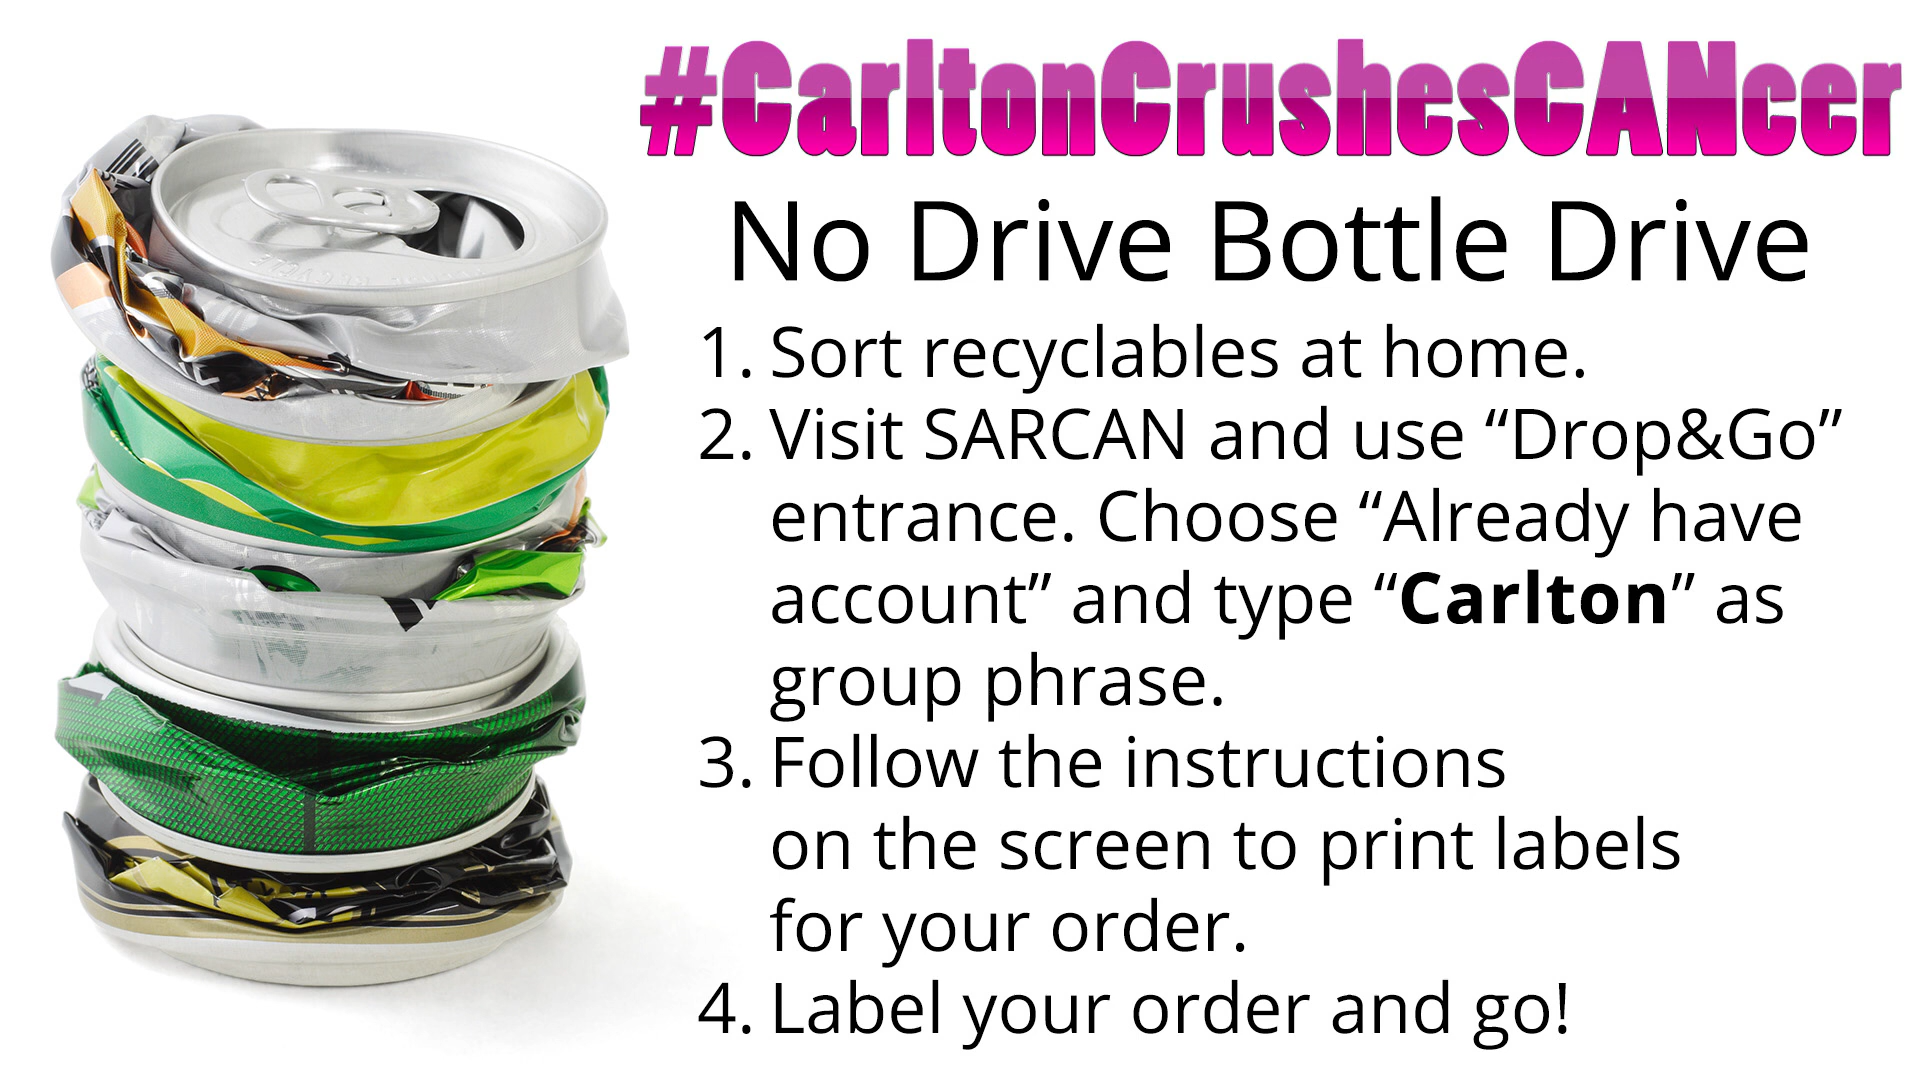 #CarltonCrushesCANcer
No Drive Bottle Drive
1. Sort recyclables at home.
2. Visit SARCAN and use “Drop&Go”
entrance. Choose “Already have
account” and type “Carlton” as
group phrase.
3. Follow the instructions
on the screen to print labels
for your order.
4. Label your order and go!